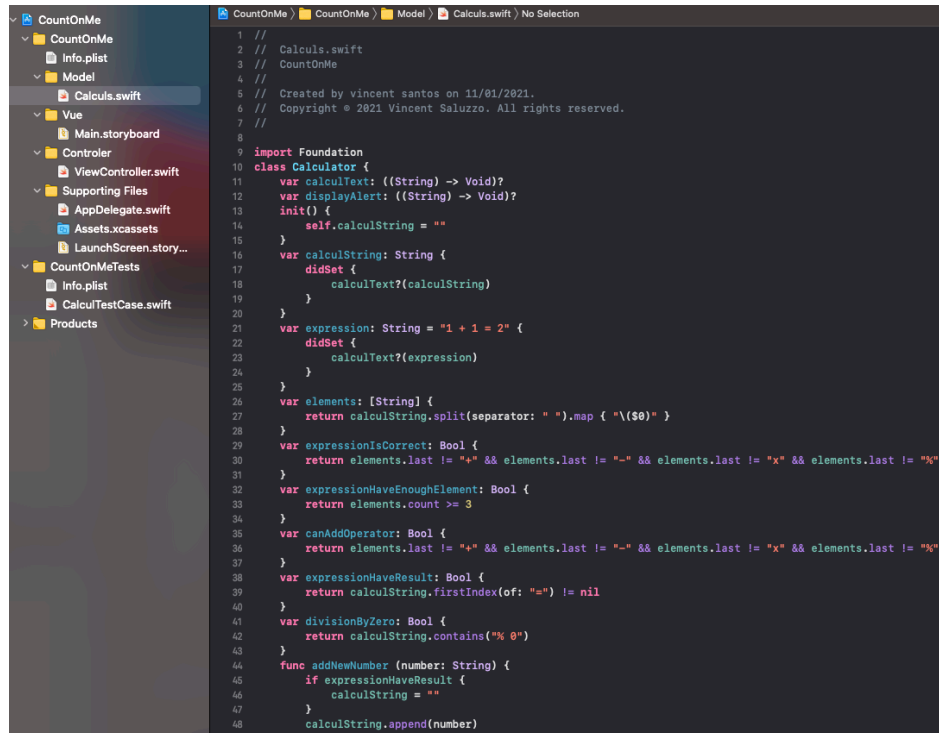 CountOnMe
CountOnMe
Info.plist
Model
Calculs.swift
Vue
Main.storyboard
Controler
ViewController.swift
Supporting Files
AppDelegate.swift
Assets.xcassets
LaunchScreen.story...
CountOnMeTests
Info.plist
CalculTestCase.swift
Products
CountOnMe 〉 CountOnMe 〉 Model 〉 Calculs.swift 〉 No Selection
1 //
2 //  Calculs.swift
3 //  CountOnMe
4 //
5 //  Created by vincent santos on 11/01/2021.
6 //  Copyright © 2021 Vincent Saluzzo. All rights reserved.
7 //
8
9 import Foundation
10 class Calculator {
11     var calculText: ((String) -> Void)?
12     var displayAlert: ((String) -> Void)?
13     init() {
14         self.calculString = ""
15     }
16     var calculString: String {
17         didSet {
18             calculText?(calculString)
19         }
20     }
21     var expression: String = "1 + 1 = 2" {
22         didSet {
23             calculText?(expression)
24         }
25     }
26     var elements: [String] {
27         return calculString.split(separator: " ").map { "\($0)" }
28     }
29     var expressionIsCorrect: Bool {
30         return elements.last != "+" && elements.last != "-" && elements.last != "x" && elements.last != "%"
31     }
32     var expressionHaveEnoughElement: Bool {
33         return elements.count >= 3
34     }
35     var canAddOperator: Bool {
36         return elements.last != "+" && elements.last != "-" && elements.last != "x" && elements.last != "%"
37     }
38     var expressionHaveResult: Bool {
39         return calculString.firstIndex(of: "=") != nil
40     }
41     var divisionByZero: Bool {
42         return calculString.contains("% 0")
43     }
44     func addNewNumber (number: String) {
45         if expressionHaveResult {
46             calculString = ""
47         }
48         calculString.append(number)